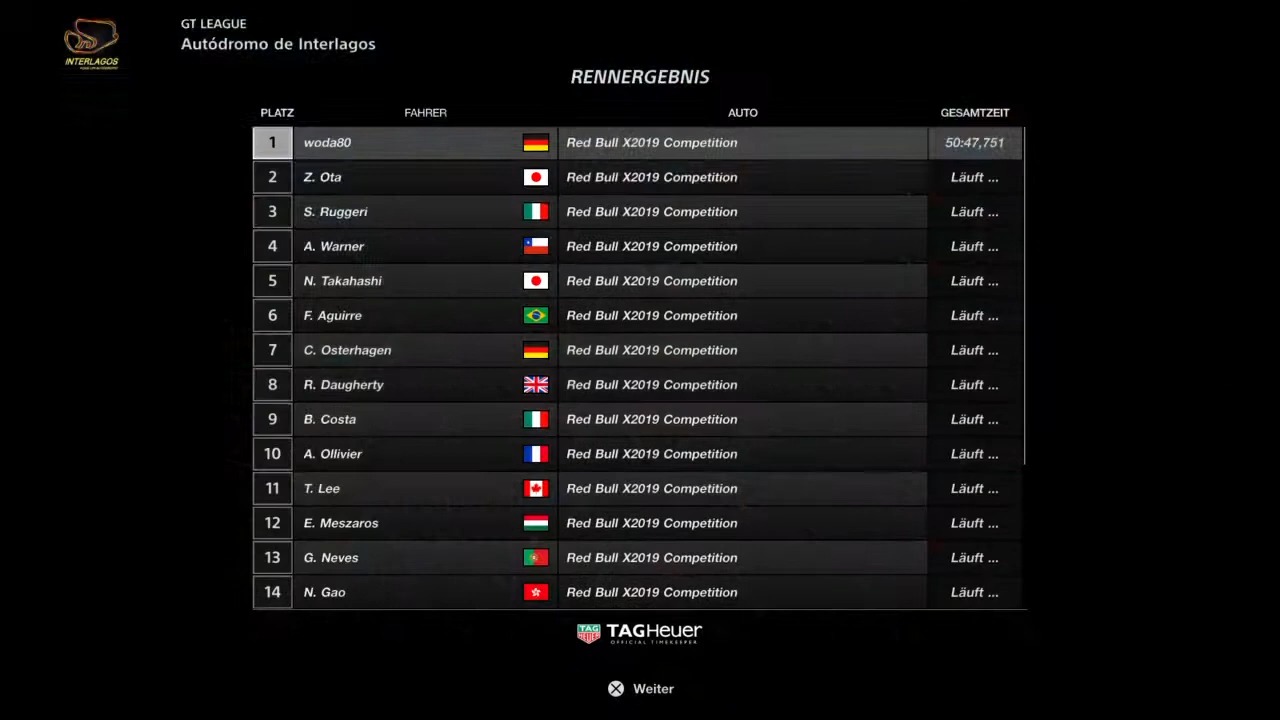 GT LEAGUE
Autódromo de Interlagos
INTERLAGOS
RENNERGEBNIS
PLATZ FAHRER AUTO GESAMTZEIT
1 woda80 Red Bull X2019 Competition 50:47,751
2 Z. Ota Red Bull X2019 Competition Läuft ...
3 S. Ruggeri Red Bull X2019 Competition Läuft ...
4 A. Warner Red Bull X2019 Competition Läuft ...
5 N. Takahashi Red Bull X2019 Competition Läuft ...
6 F. Aguirre Red Bull X2019 Competition Läuft ...
7 C. Osterhagen Red Bull X2019 Competition Läuft ...
8 R. Daugherty Red Bull X2019 Competition Läuft ...
9 B. Costa Red Bull X2019 Competition Läuft ...
10 A. Ollivier Red Bull X2019 Competition Läuft ...
11 T. Lee Red Bull X2019 Competition Läuft ...
12 E. Meszaros Red Bull X2019 Competition Läuft ...
13 G. Neves Red Bull X2019 Competition Läuft ...
14 N. Gao Red Bull X2019 Competition Läuft ...
TAG HEUER TAGHeuer
OFFICIAL TIMEKEEPER
Weiter